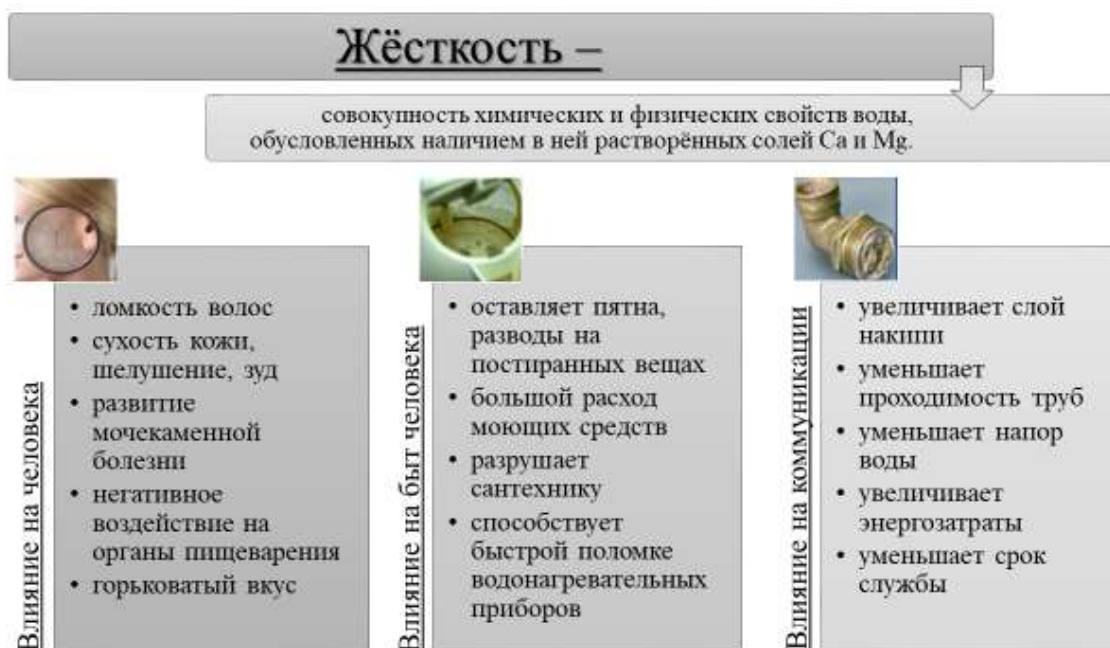 Жёсткость –
совокупность химических и физических свойств воды,
обусловленных наличием в ней растворённых солей Ca и Mg.
Влияние на человека
• ломкость волос
• сухость кожи,
шелушение, зуд
• развитие
мочекаменной
болезни
• негативное
воздействие на
органы пищеварения
• горьковатый вкус
Влияние на быт человека
• оставляет пятна,
разводы на
постиранных вещах
• большой расход
моющих средств
• разрушает
сантехнику
• способствует
быстрой поломке
водонагревательных
приборов
Влияние на коммуникации
• увеличивает слой
накипи
• уменьшает
проходимость труб
• уменьшает напор
воды
• увеличивает
энергозатраты
• уменьшает срок
службы